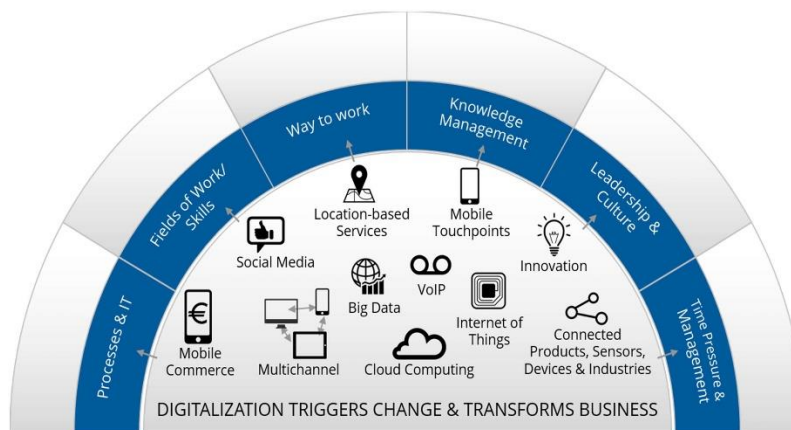 Processes & IT
Fields of Work/
Skills
Way to work
Knowledge
Management
Leadership &
Culture
Time Pressure &
Management
Location-based
Services
Mobile
Touchpoints
Social Media
Innovation
Big Data
VoIP
€
Mobile
Commerce
Multichannel
Cloud Computing
Internet of
Things
Connected
Products, Sensors,
Devices & Industries
DIGITALIZATION TRIGGERS CHANGE & TRANSFORMS BUSINESS